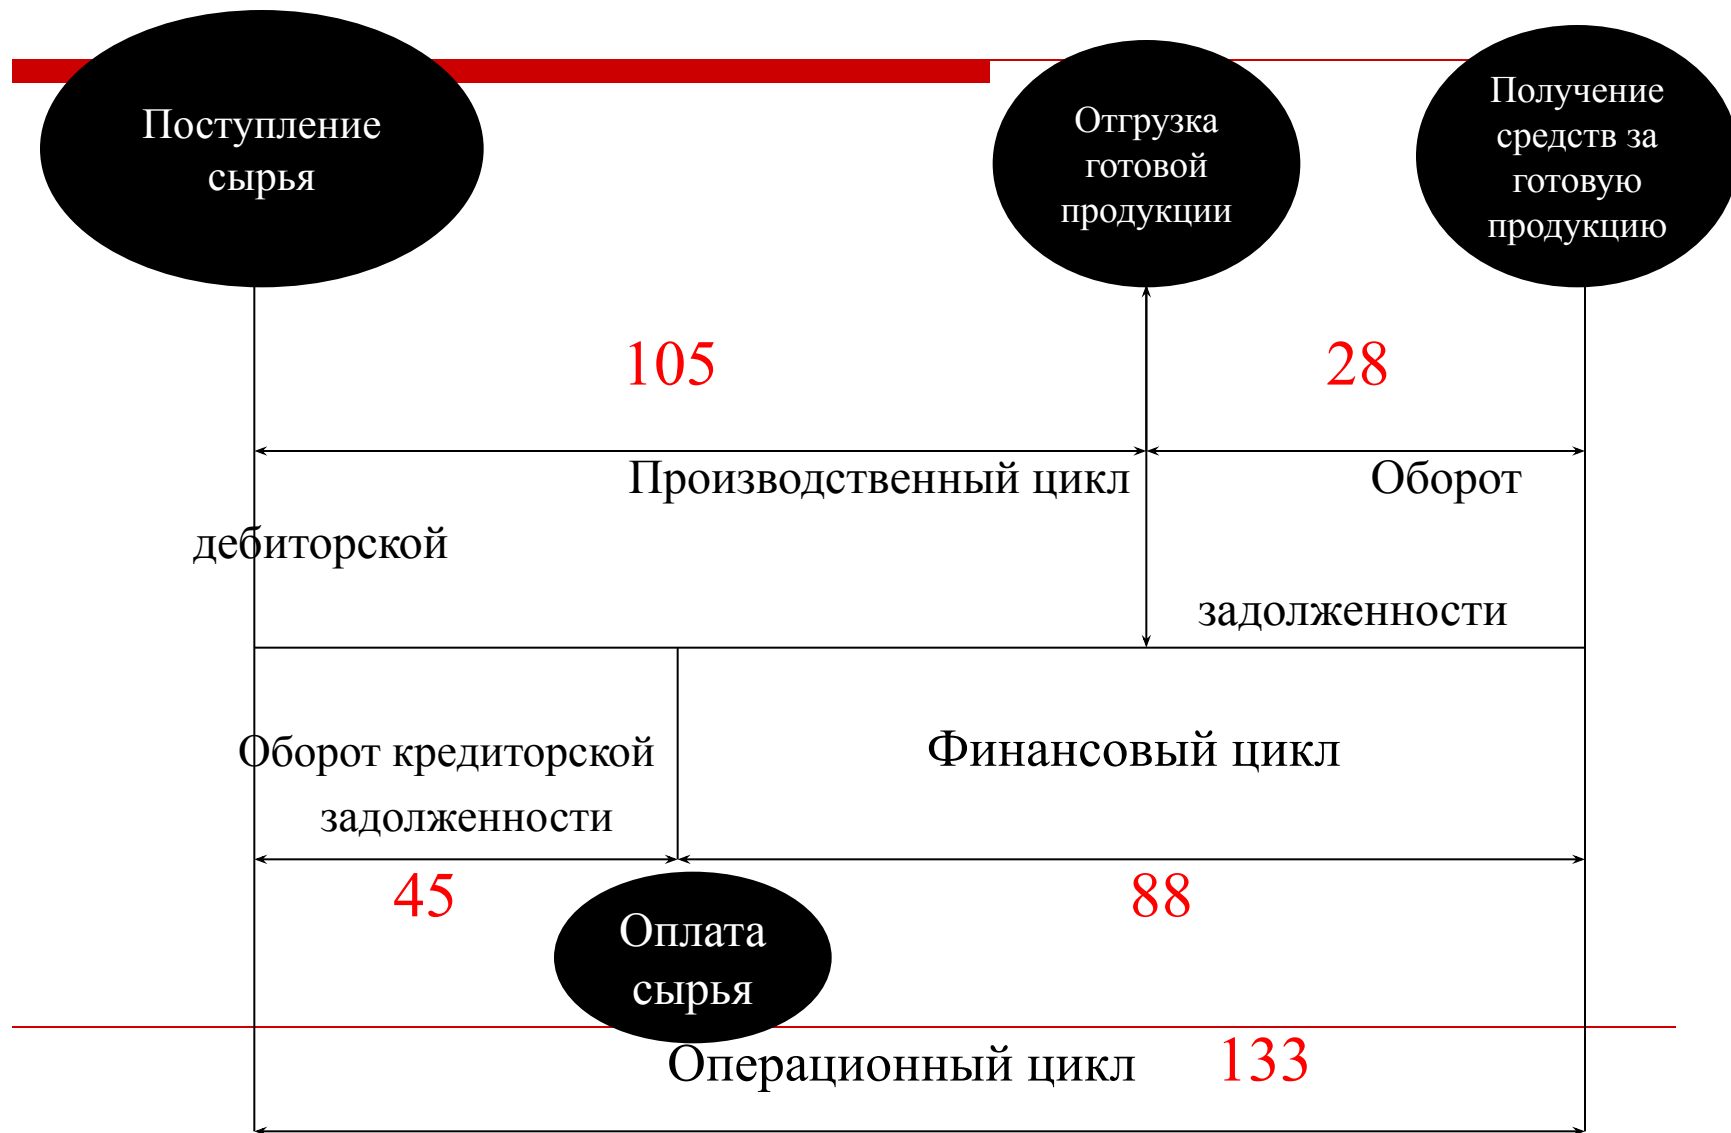 Поступление
сырья
Отгрузка
готовой
продукции
Получение
средств за
готовую
продукцию
105
28
Производственный цикл
Оборот
дебиторской
задолженности
Оборот кредиторской
задолженности
Финансовый цикл
45
88
Оплата
сырья
Операционный цикл 133